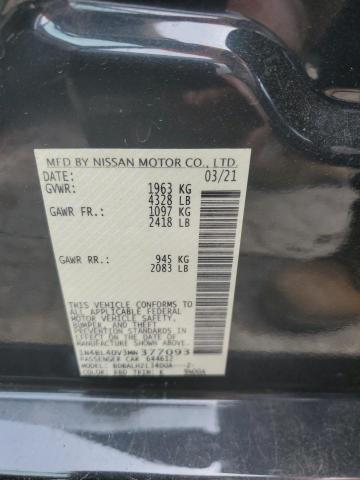 MFD BY NISSAN MOTOR CO., LTD.
DATE: 03/21
GVWR: 1963 KG
4328 LB
GAWR FR.: 1097 KG
2418 LB
GAWR RR.: 945 KG
2083 LB
THIS VEHICLE CONFORMS TO
ALL APPLICABLE FEDERAL
MOTOR VEHICLE SAFETY,
BUMPER, AND THEFT
PREVENTION STANDARDS IN
EFFECT ON THE DATE OF
MANUFACTURE SHOWN ABOVE.
1N4BL4DV3MN377093
PASSENGER CAR 644612
MODEL:
COLOR: TRIM: K